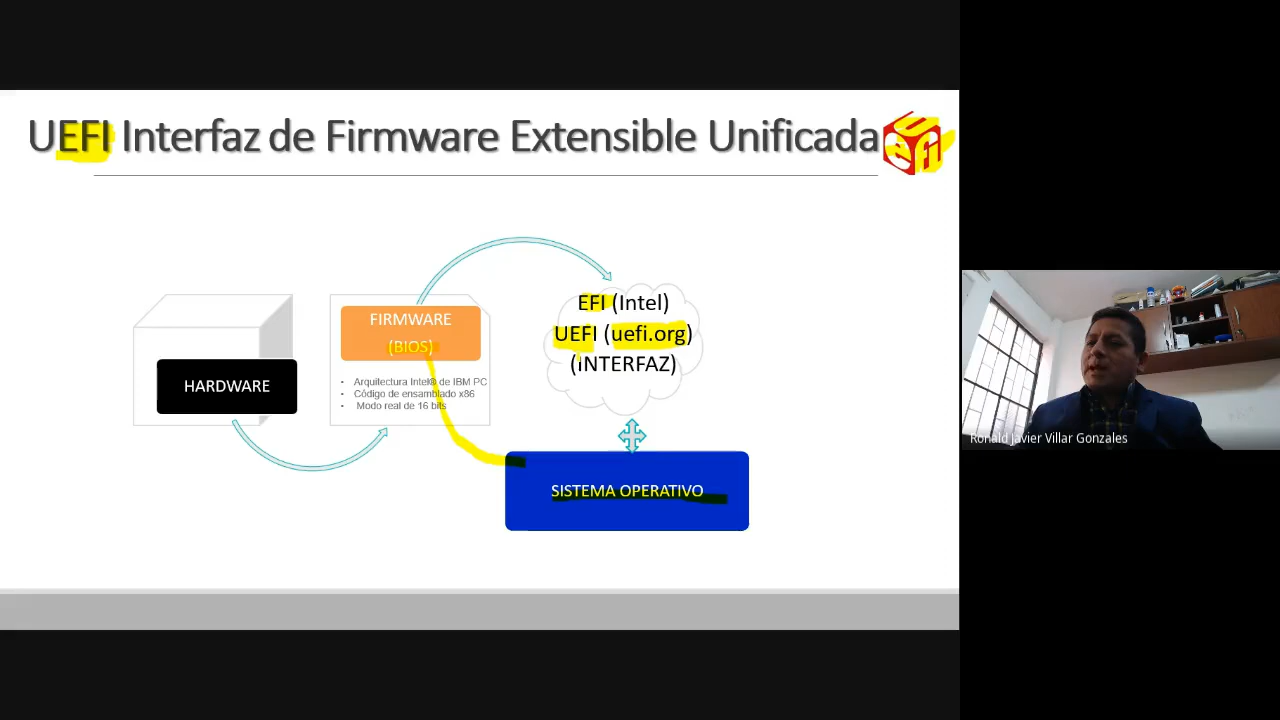 UEFI Interfaz de Firmware Extensible Unificada
uefi
FIRMWARE
(BIOS)
EFI (Intel)
UEFI (uefi.org)
(iNTERFAZ)
HARDWARE
• Arquitectura Intel® de IBM PC
• Código de ensamblado x86
• Modo real de 16 bits
SISTEMA OPERATIVO
Ronald Javier Villar Gonzales